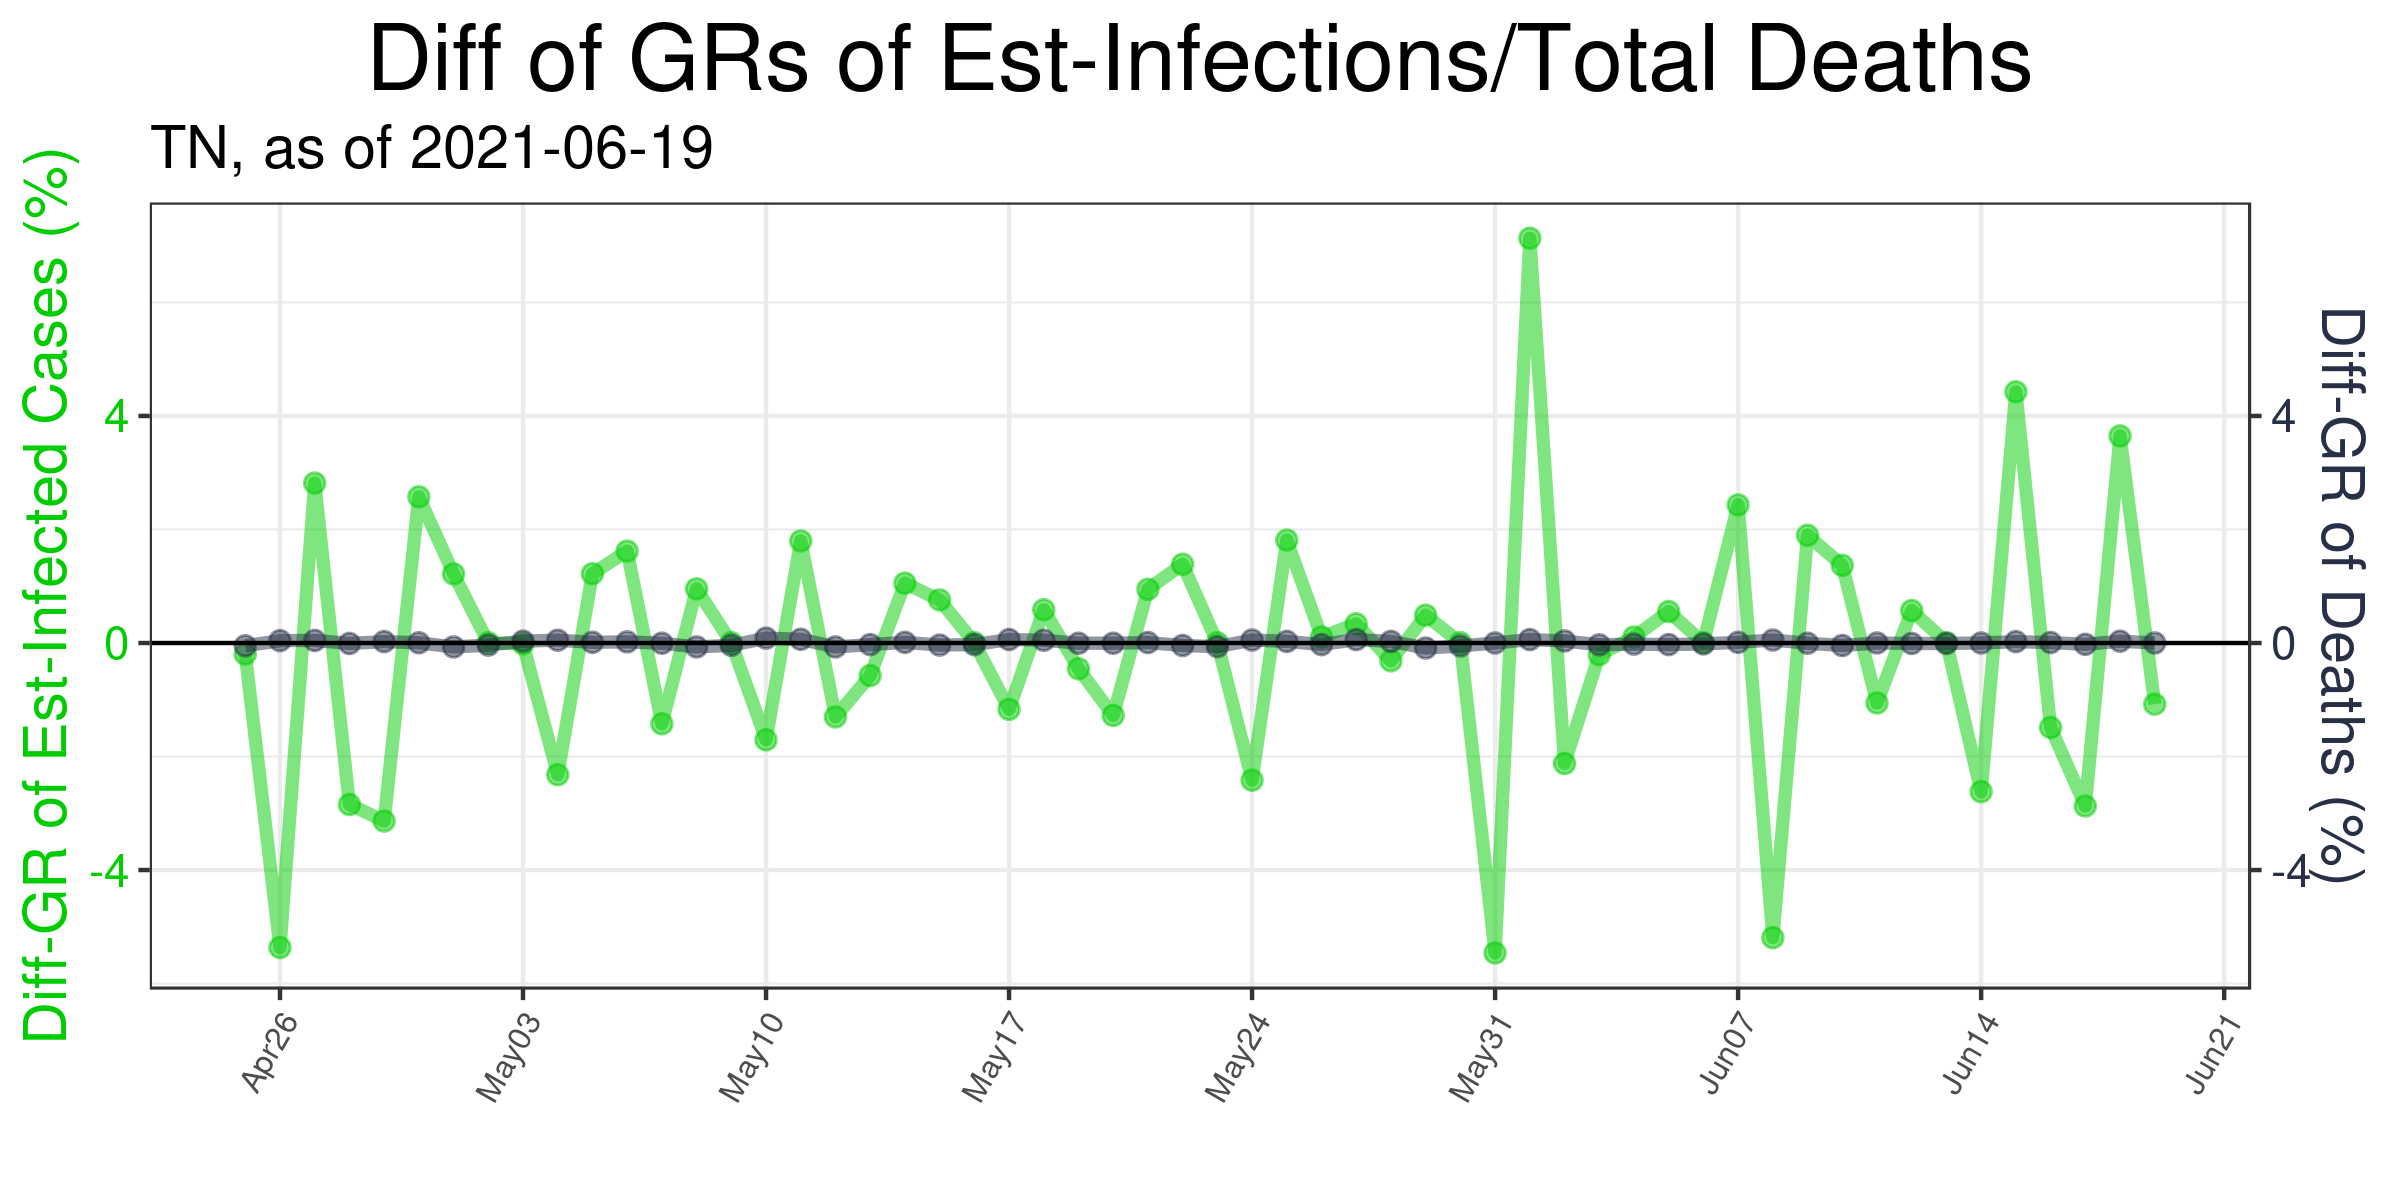 Diff of GRs of Est-Infections/Total Deaths
TN, as of 2021-06-19
Diff-GR of Est-Infected Cases (%)
4
0
-4
4
0
-4
Diff-GR of Deaths (%)
Apr26
May03
May10
May17
May24
May31
Jun07
Jun14
Jun21